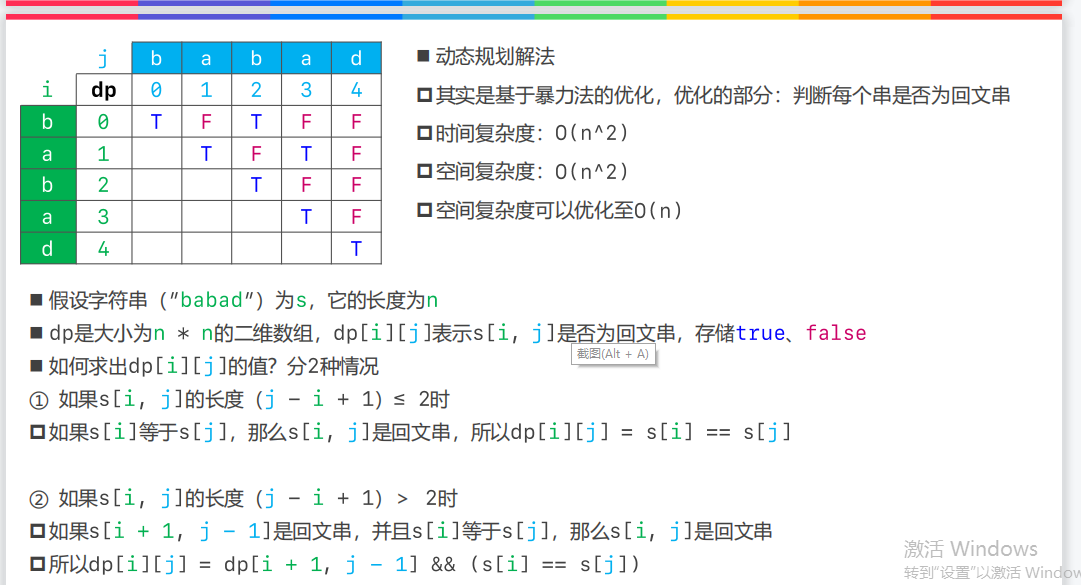 j b a b a d
i dp 0 1 2 3 4
b 0 T F T F F
a 1 T F T F
b 2 T F F
a 3 T F
d 4 T
■ 动态规划解法
其实是基于暴力法的优化，优化的部分：判断每个串是否为回文串
时间复杂度：O(n^2)
空间复杂度：O(n^2)
空间复杂度可以优化至O(n)
■ 假设字符串（"babad"）为s，它的长度为n
■ dp是大小为n * n的二维数组，dp[i][j]表示s[i, j]是否为回文串，存储true、false
截图(Alt + A)
■ 如何求出dp[i][j]的值？分2种情况
① 如果s[i, j]的长度（j − i + 1）≤ 2时
如果s[i]等于s[j]，那么s[i, j]是回文串，所以dp[i][j] = s[i] == s[j]
② 如果s[i, j]的长度（j − i + 1）> 2时
如果s[i + 1, j − 1]是回文串，并且s[i]等于s[j]，那么s[i, j]是回文串
所以dp[i][j] = dp[i + 1, j − 1] && (s[i] == s[j])
激活 Windows
转到"设置"以激活 Window